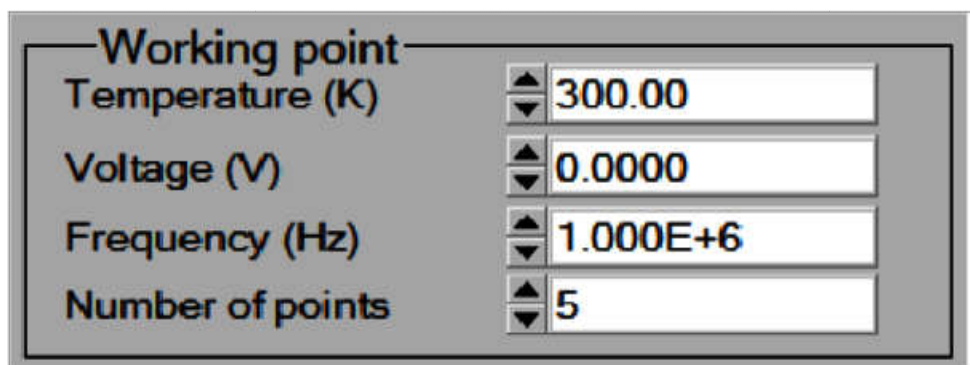 Working point
Temperature (K) 300.00
Voltage (V) 0.0000
Frequency (Hz) 1.000E+6
Number of points 5